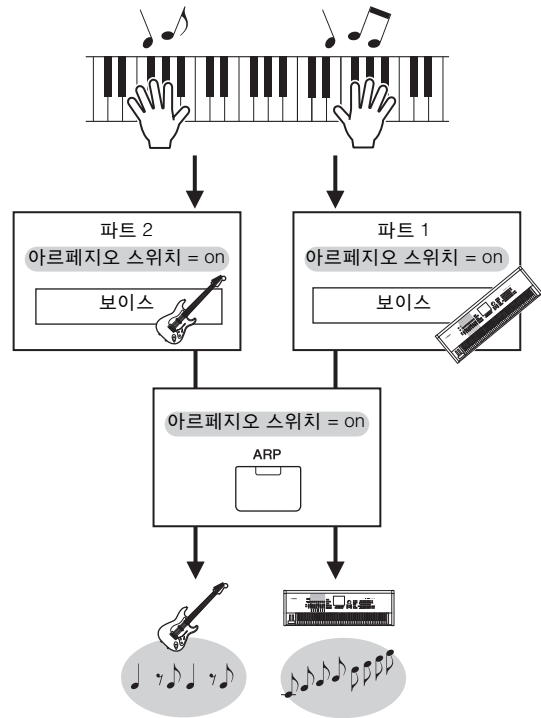 파트 2
아르페지오 스위치 = on
보이스
파트 1
아르페지오 스위치 = on
보이스
아르페지오 스위치 = on
ARP